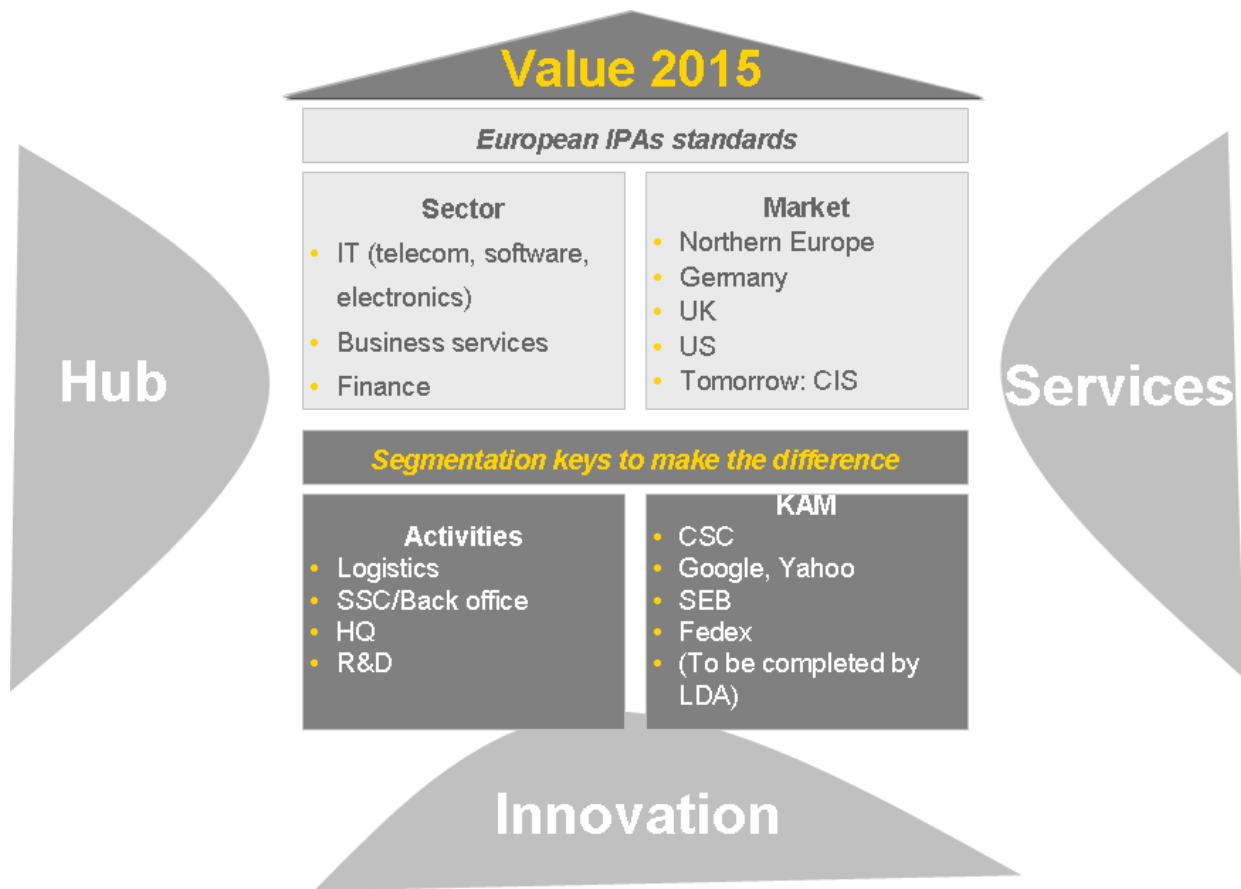 Value 2015
European IPAs standards
Sector
• IT (telecom, software,
electronics)
• Business services
• Finance
Market
• Northern Europe
• Germany
• UK
• US
• Tomorrow: CIS
Hub
Services
Segmentation keys to make the difference
Activities
• Logistics
• SSC/Back office
• HQ
• R&D
KAM
• CSC
• Google, Yahoo
• SEB
• Fedex
• (To be completed by
LDA)
Innovation